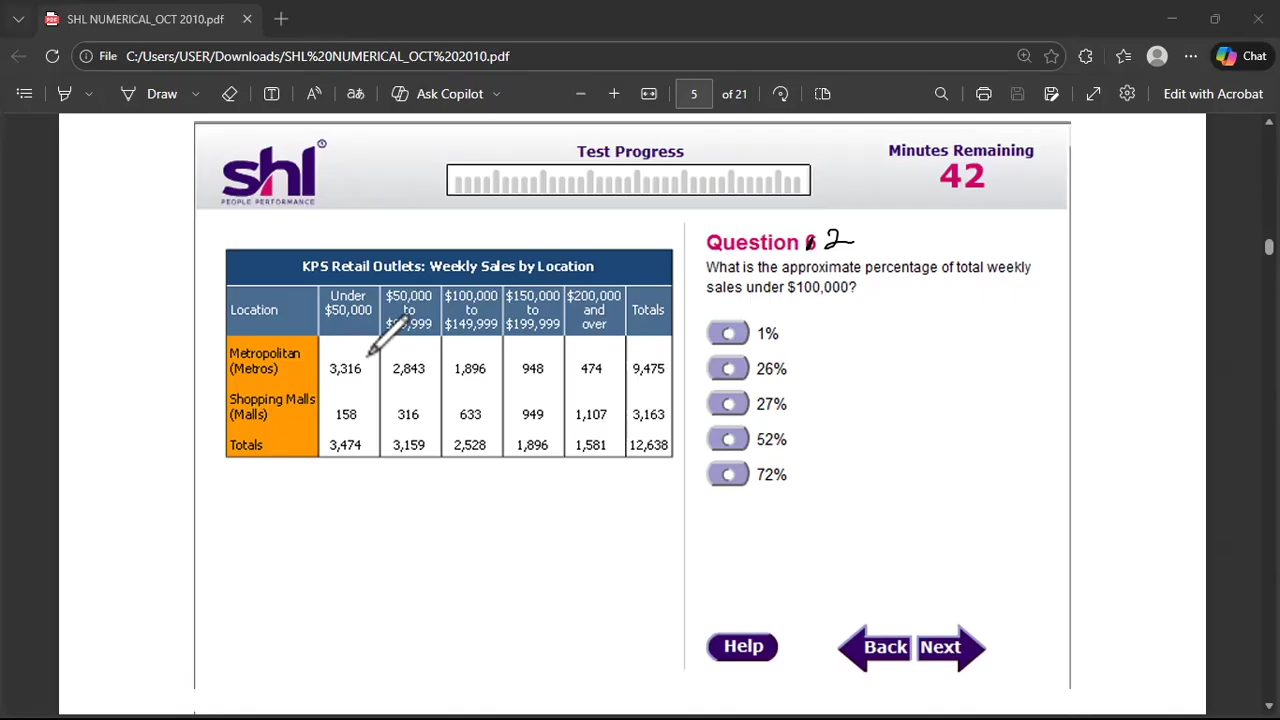 SHL NUMERICAL_OCT 2010.pdf
File C:/Users/USER/Downloads/SHL%20NUMERICAL_OCT%202010.pdf
Chat
Draw
Ask Copilot
5 of 21
Edit with Acrobat
shl
PEOPLE PERFORMANCE
Test Progress
Minutes Remaining
42
KPS Retail Outlets: Weekly Sales by Location
Location Under $50,000 $50,000 to $100,000 to $149,999 $150,000 to $199,999 $200,000 and over Totals
Metropolitan (Metros) 3,316 2,843 1,896 948 474 9,475
Shopping Malls (Malls) 158 316 633 949 1,107 3,163
Totals 3,474 3,159 2,528 1,896 1,581 12,638
Question 2
What is the approximate percentage of total weekly
sales under $100,000?
1%
26%
27%
52%
72%
Help
Back Next